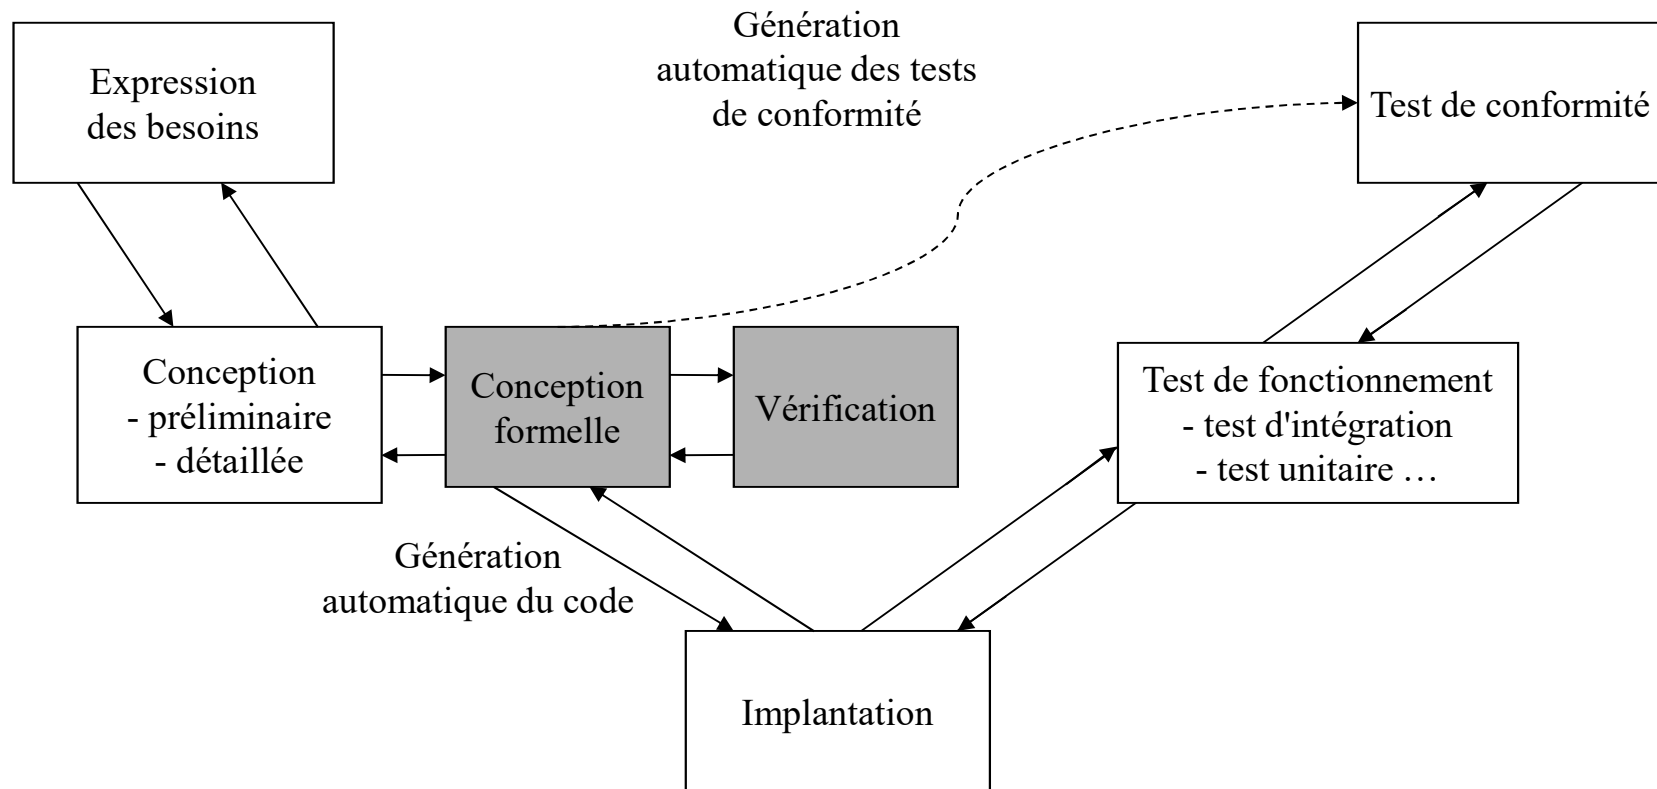 Génération
automatique des tests
de conformité
Expression
des besoins
Test de conformité
Conception
- préliminaire
- détaillée
Conception
formelle
Vérification
Test de fonctionnement
- test d'intégration
- test unitaire …
Génération
automatique du code
Implantation